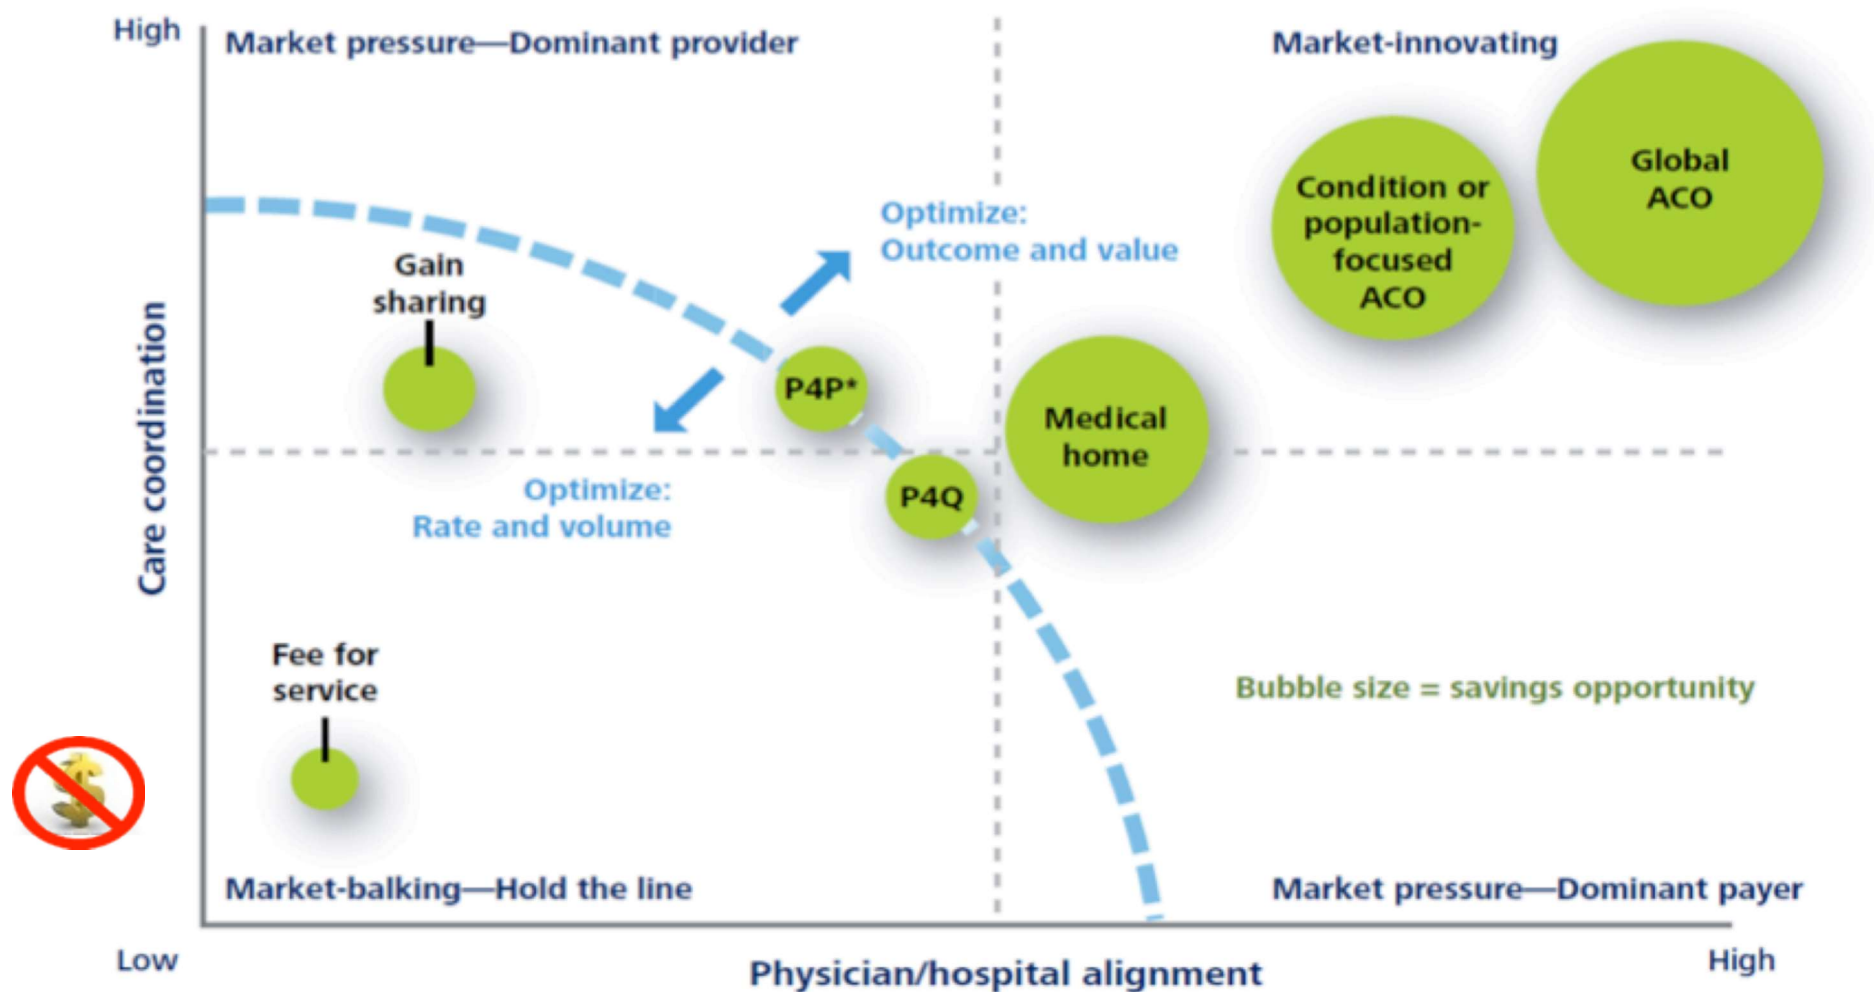 High
Market pressure—Dominant provider
Market-innovating
Global
ACO
Condition or
population-
focused
ACO
Optimize:
Outcome and value
Gain
sharing
P4P*
Medical
home
P4Q
Optimize:
Rate and volume
Care coordination
Fee for
service
Bubble size = savings opportunity
Market-balking—Hold the line
Market pressure—Dominant payer
Low
Physician/hospital alignment
High